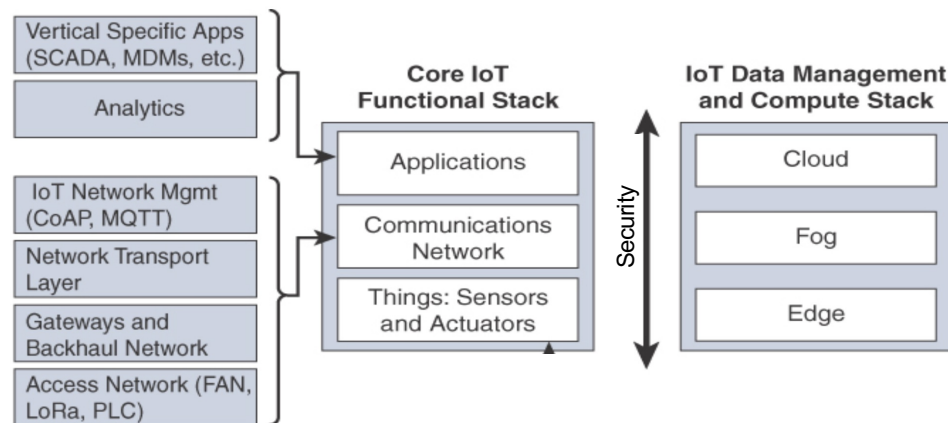 Vertical Specific Apps
(SCADA, MDMs, etc.)
Analytics
IoT Network Mgmt
(CoAP, MQTT)
Network Transport
Layer
Gateways and
Backhaul Network
Access Network (FAN,
LoRa, PLC)
Core IoT
Functional Stack
Applications
Communications
Network
Things: Sensors
and Actuators
Security
IoT Data Management
and Compute Stack
Cloud
Fog
Edge